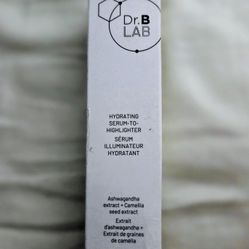 Dr.B
LAB
HYDRATING
SERUM-TO-
HIGHLIGHTER
SÉRUM
ILLUMINATEUR
HYDRATANT
Ashwagandha
extract + Camellia
seed extract
Extrait
d'ashwagandha +
Extrait de graines
de camélia